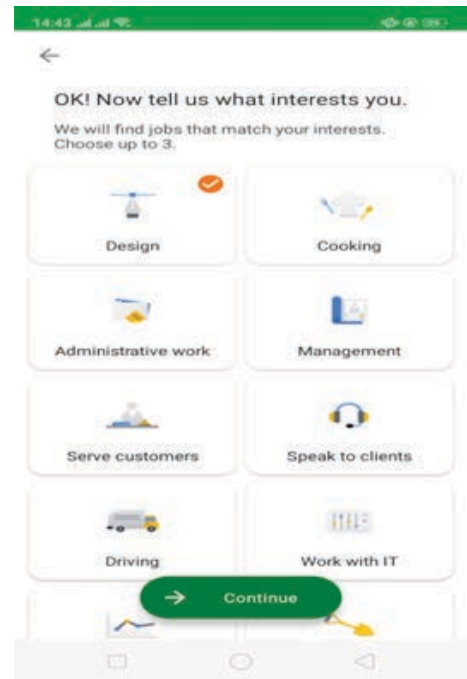 14:43
OK! Now tell us what interests you.
We will find jobs that match your interests.
Choose up to 3.
Design
Cooking
Administrative work
Management
Serve customers
Speak to clients
Driving
Work with IT
Continue